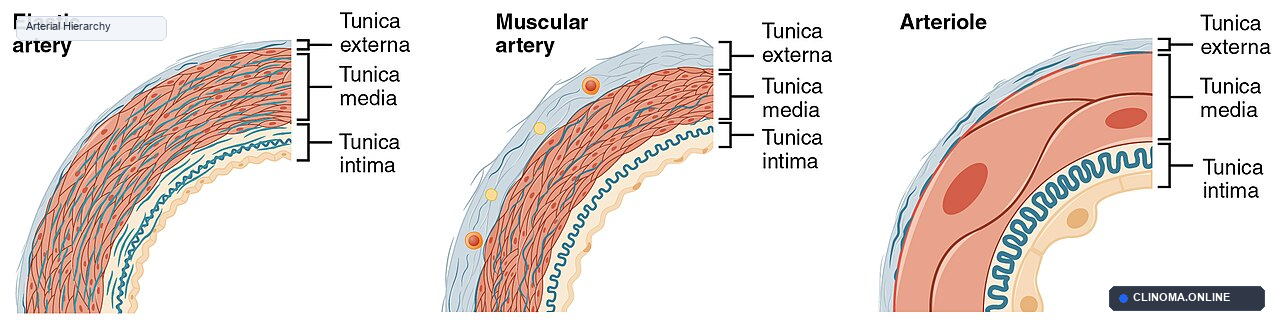 Elastic
artery
Arterial Hierarchy
Tunica
externa
Tunica
media
Tunica
intima
Muscular
artery
Tunica
externa
Tunica
media
Tunica
intima
Arteriole
Tunica
externa
Tunica
media
Tunica
intima
CLINOMA.ONLINE